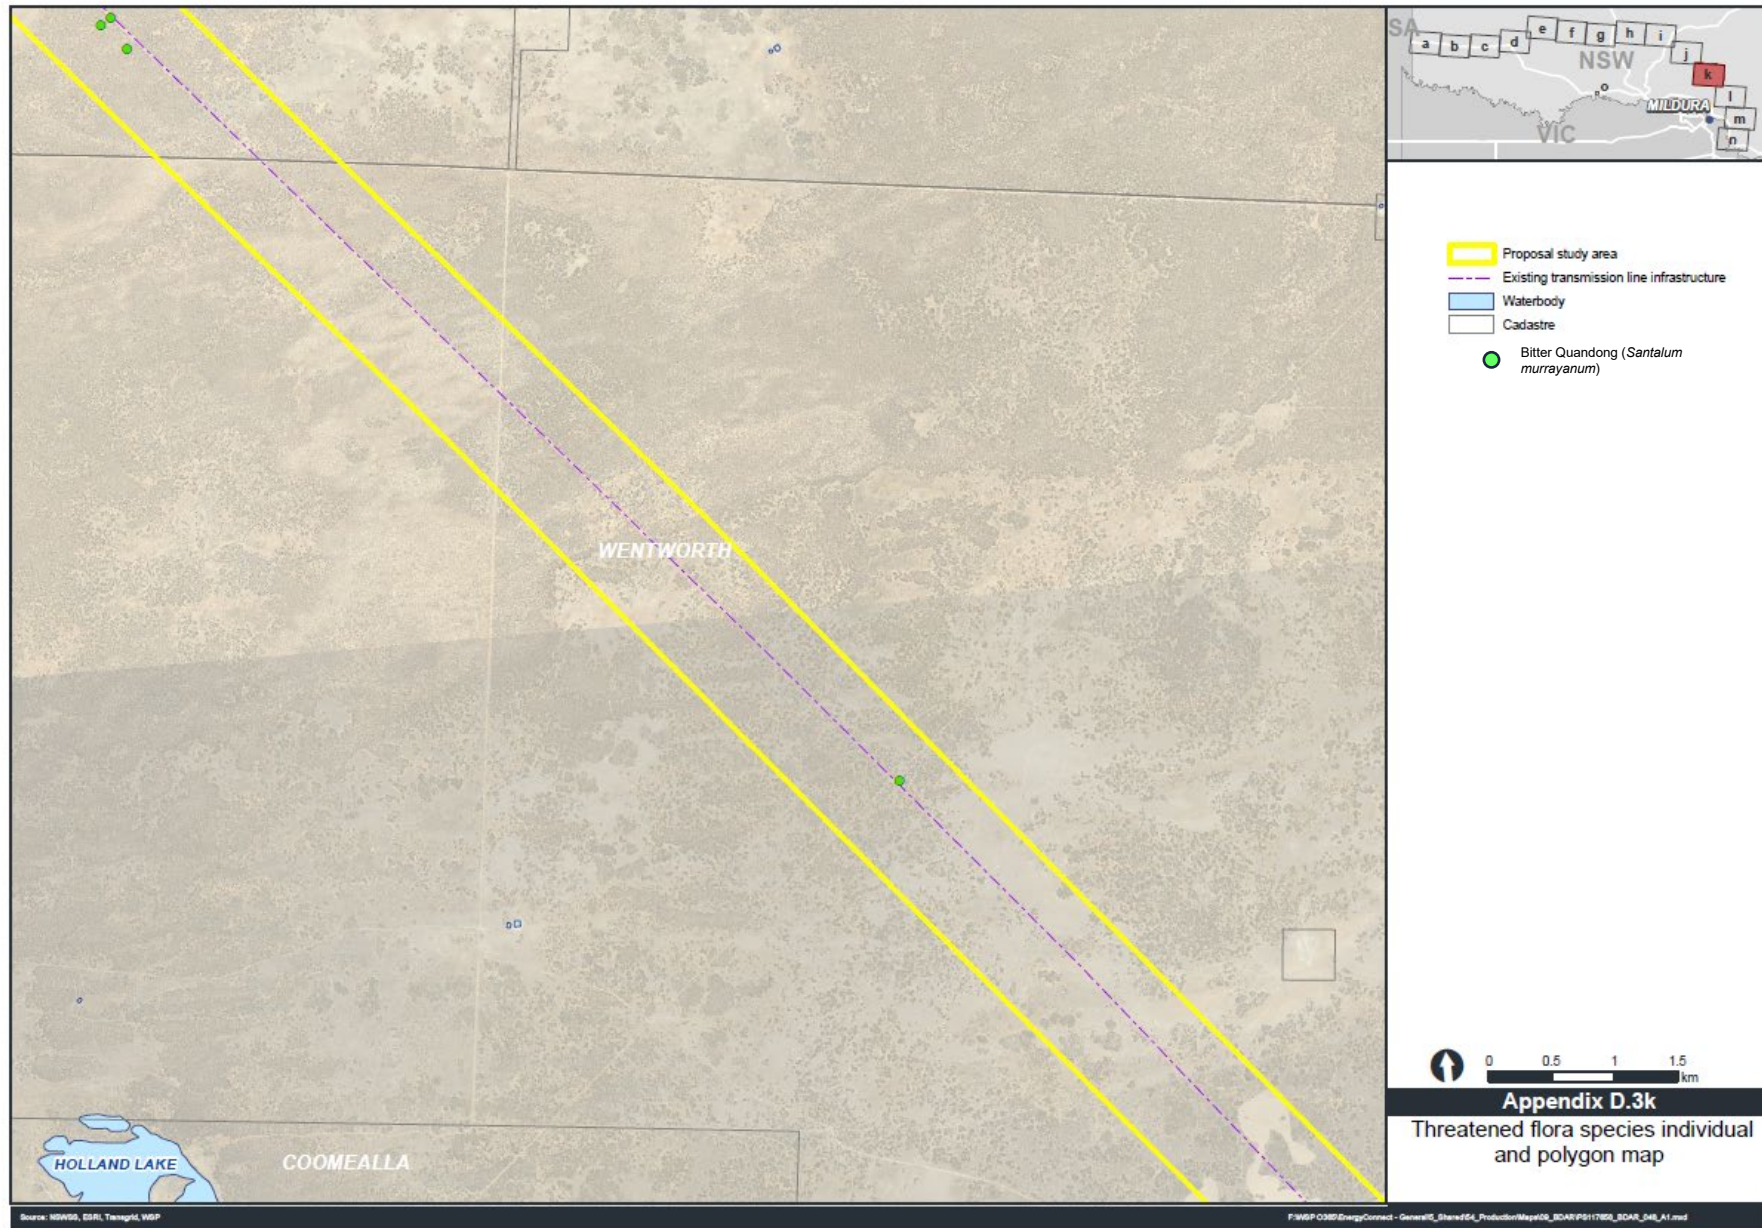 WENTWORTH
HOLLAND LAKE
COOMEALLA
SA
a b c d e f g h i j k l m n o
NSW
MILDURA
VIC
Proposal study area
Existing transmission line infrastructure
Waterbody
Cadastre
Bitter Quandong (Santalum
murrayanum)
0 0.5 1 1.5
km
Appendix D.3k
Threatened flora species individual
and polygon map
Source: NSWSS, ESRI, Transgrid, WSP